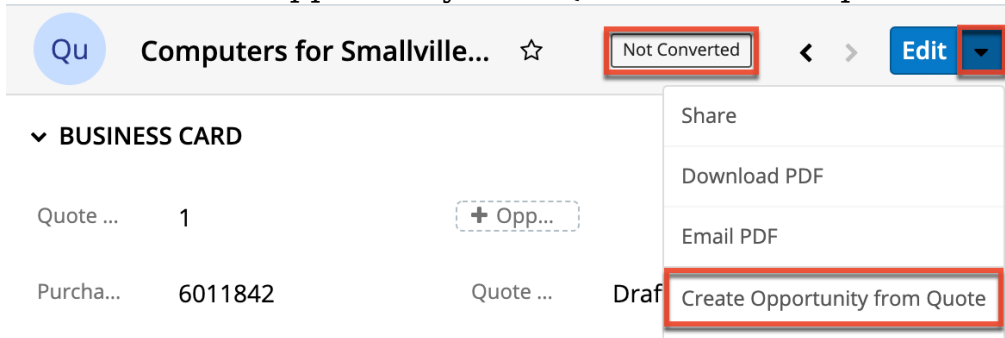 Qu Computers for Smallville... Not Converted Edit
Share
BUSINESS CARD
Download PDF
Quote ... 1 + Opp...
Email PDF
Purcha... 6011842 Quote ... Draf
Create Opportunity from Quote